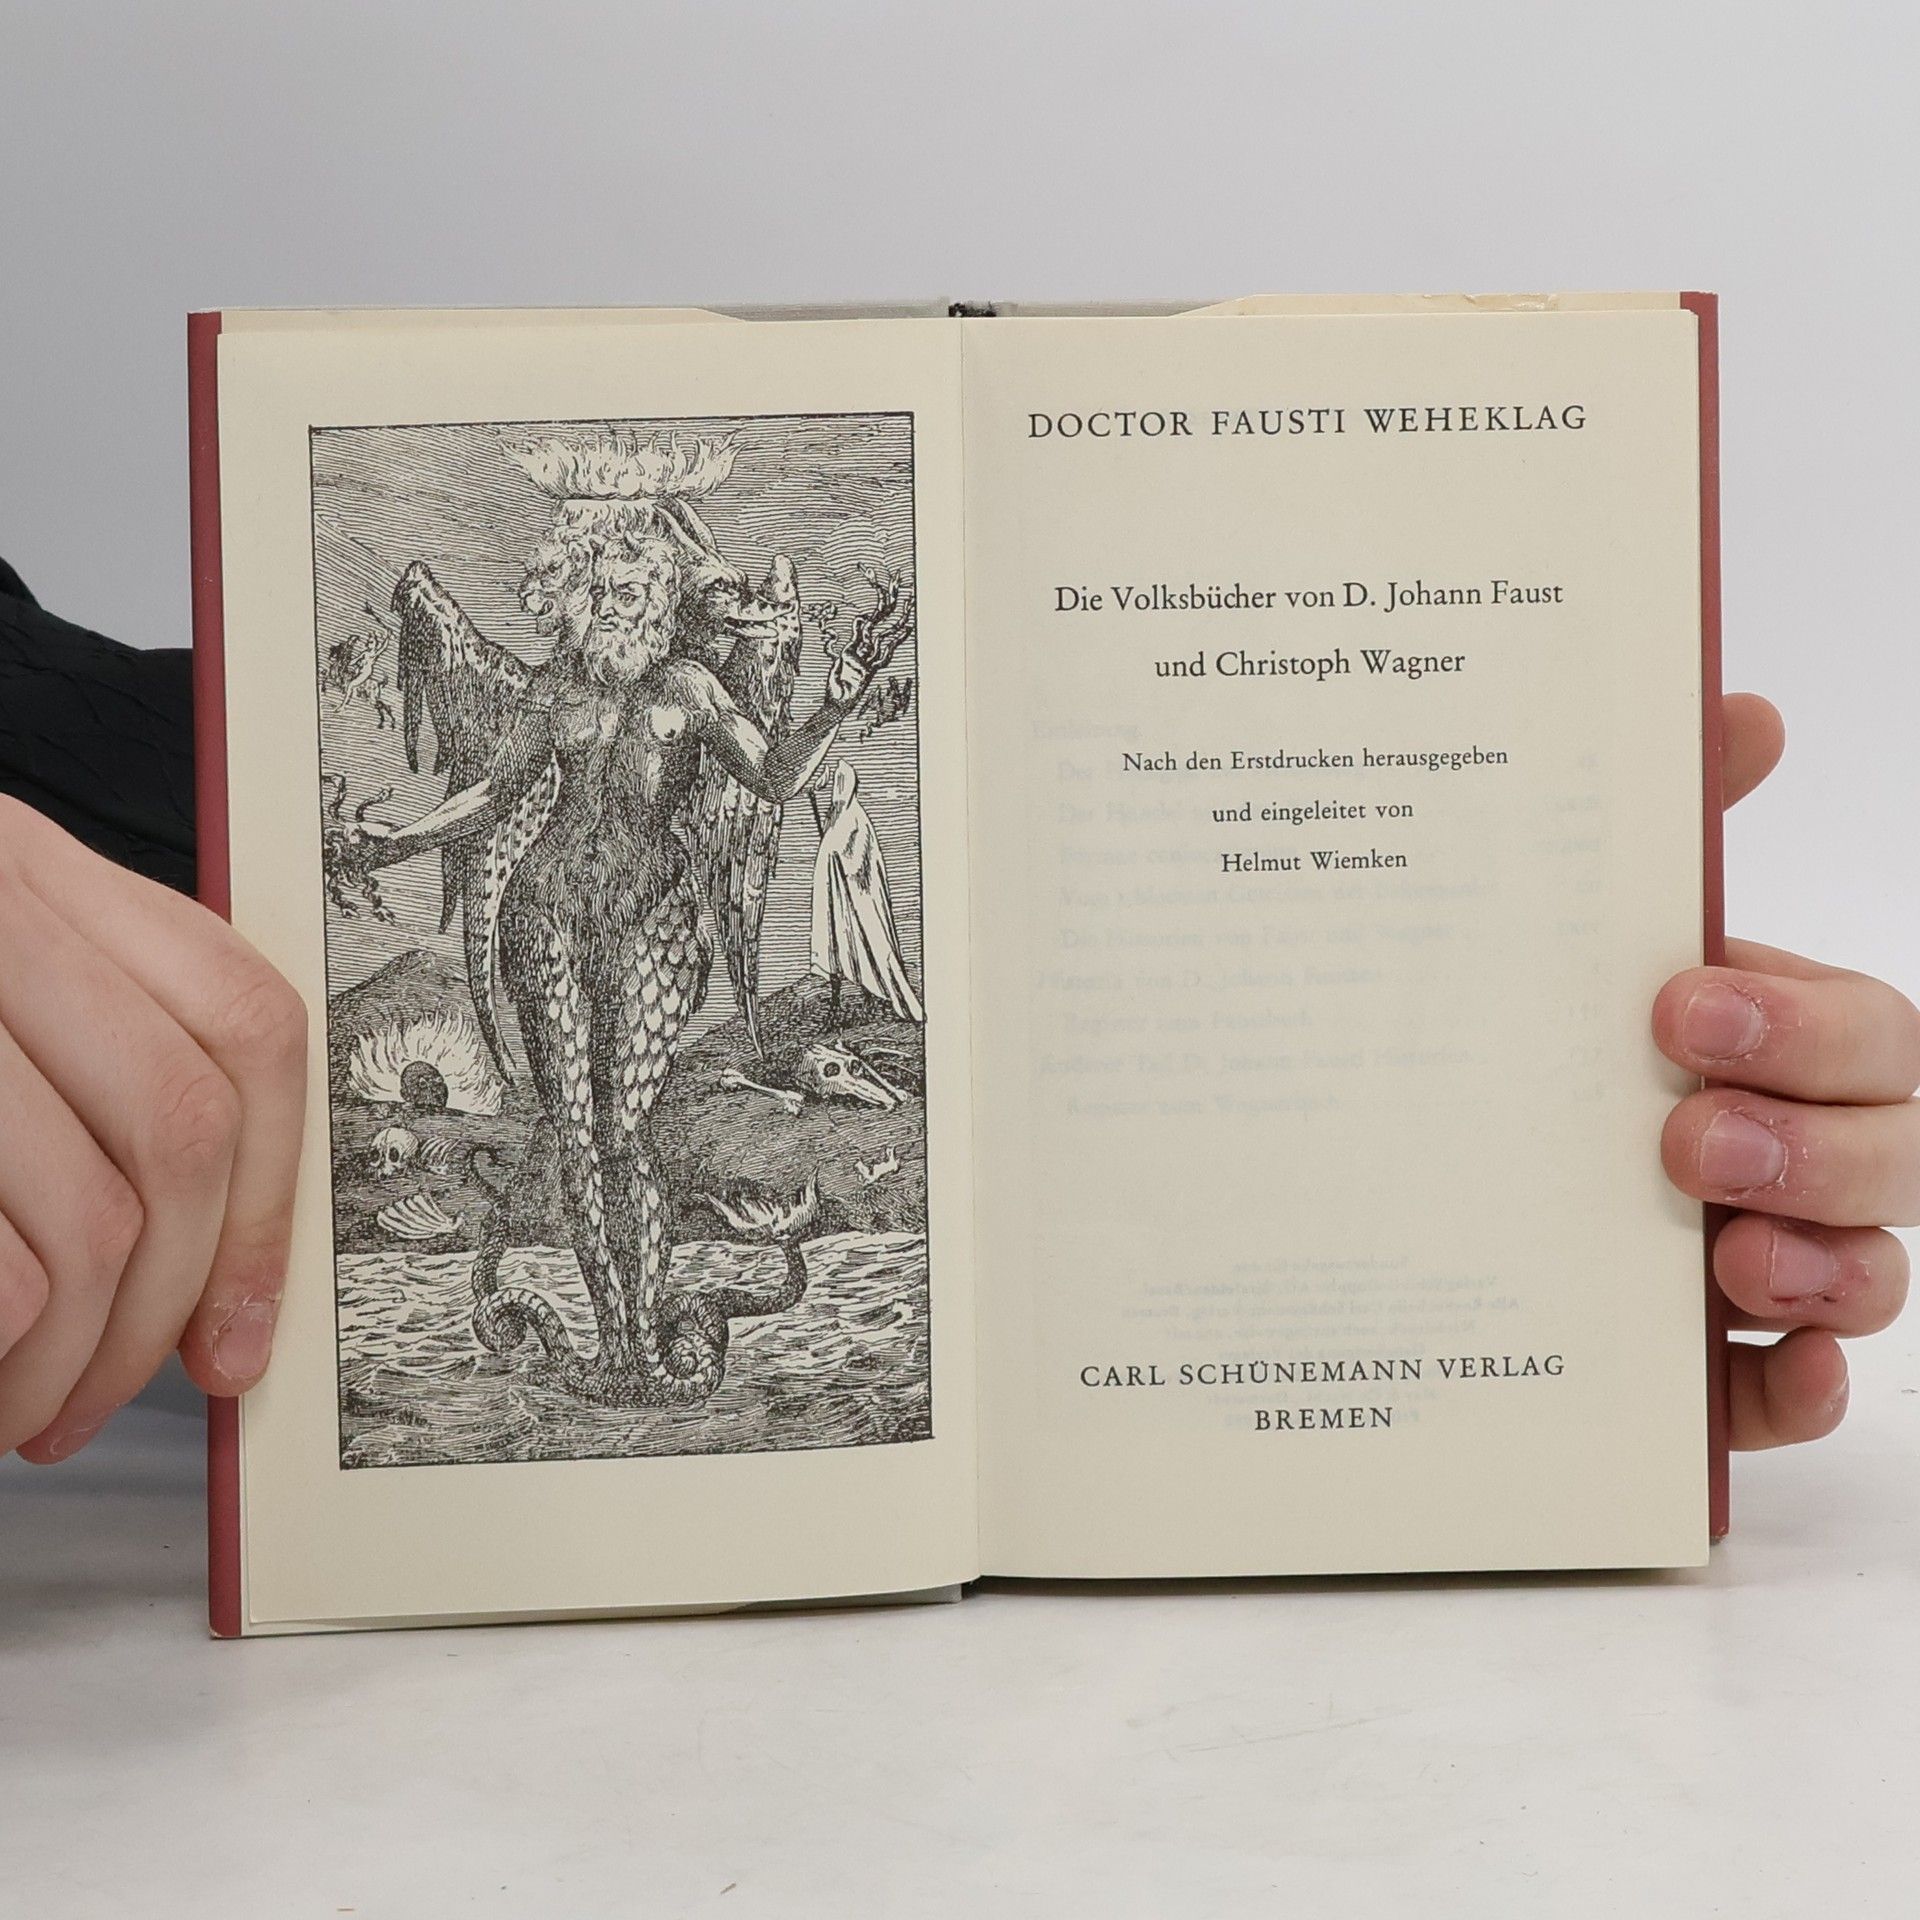 DOCTOR FAUSTI WEHEKLAG
Die Volksbücher von D. Johann Faust
und Christoph Wagner
Nach den Erstdrucken herausgegeben
und eingeleitet von
Helmut Wiemken
CARL SCHÜNEMANN VERLAG
BREMEN